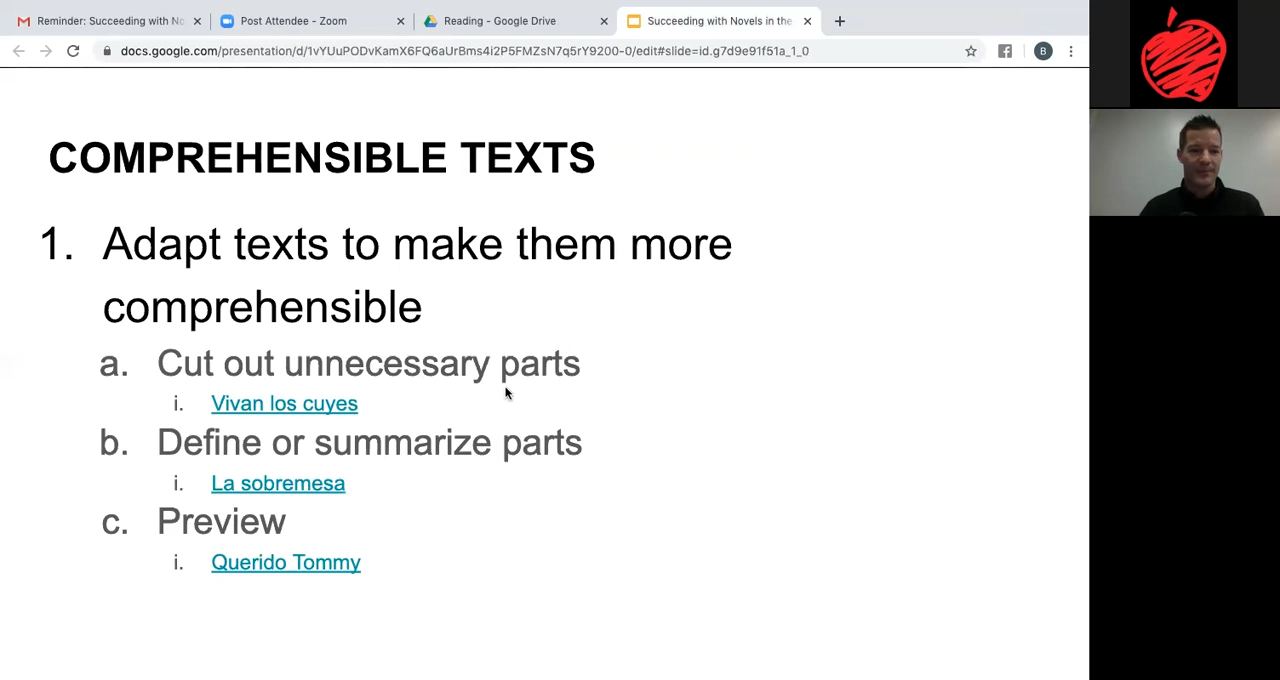 Reminder: Succeeding with No
Post Attendee - Zoom
Reading - Google Drive
Succeeding with Novels in the
docs.google.com/presentation/d/1vYUuPODvKamX6FQ6aUrBms4i2P5FMZsN7q5rY9200-0/edit#slide=id.g7d9e91f51a_1_0
B
COMPREHENSIBLE TEXTS
1. Adapt texts to make them more
comprehensible
a. Cut out unnecessary parts
i. Vivan los cuyes
b. Define or summarize parts
i. La sobremesa
c. Preview
i. Querido Tommy